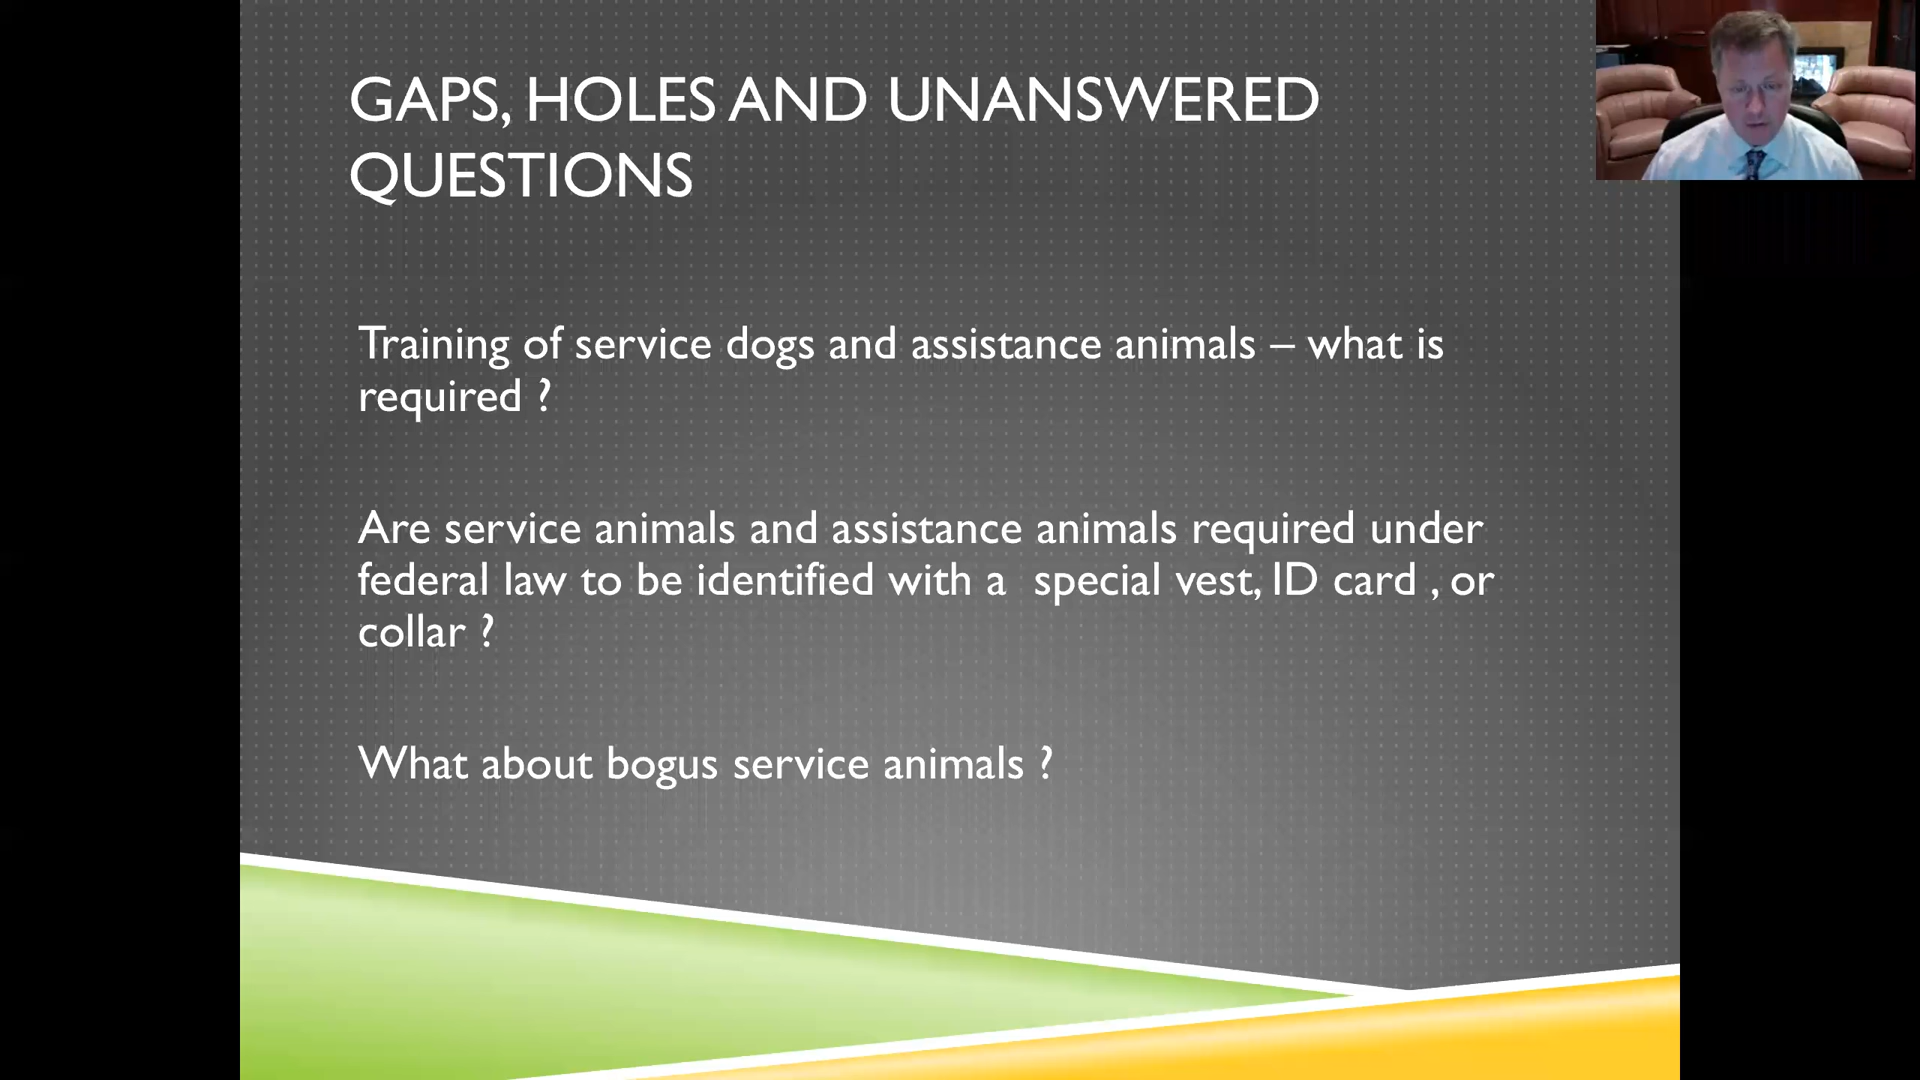 GAPS, HOLES AND UNANSWERED
QUESTIONS
Training of service dogs and assistance animals – what is
required ?
Are service animals and assistance animals required under
federal law to be identified with a  special vest, ID card , or
collar ?
What about bogus service animals ?